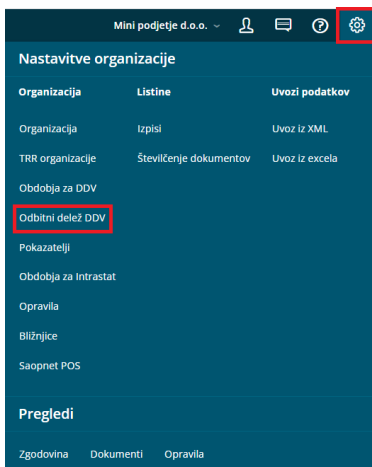 Mini podjetje d.o.o.
Nastavitve organizacije
Organizacija Listine Uvozi podatkov
Organizacija Izpisi Uvoz iz XML
TRR organizacije Številčenje dokumentov Uvoz iz excela
Obdobja za DDV
Odbitni delež DDV
Pokazatelji
Obdobja za Intrastat
Opravila
Bližnjice
Saopnet POS
Pregledi
Zgodovina Dokumenti Opravila